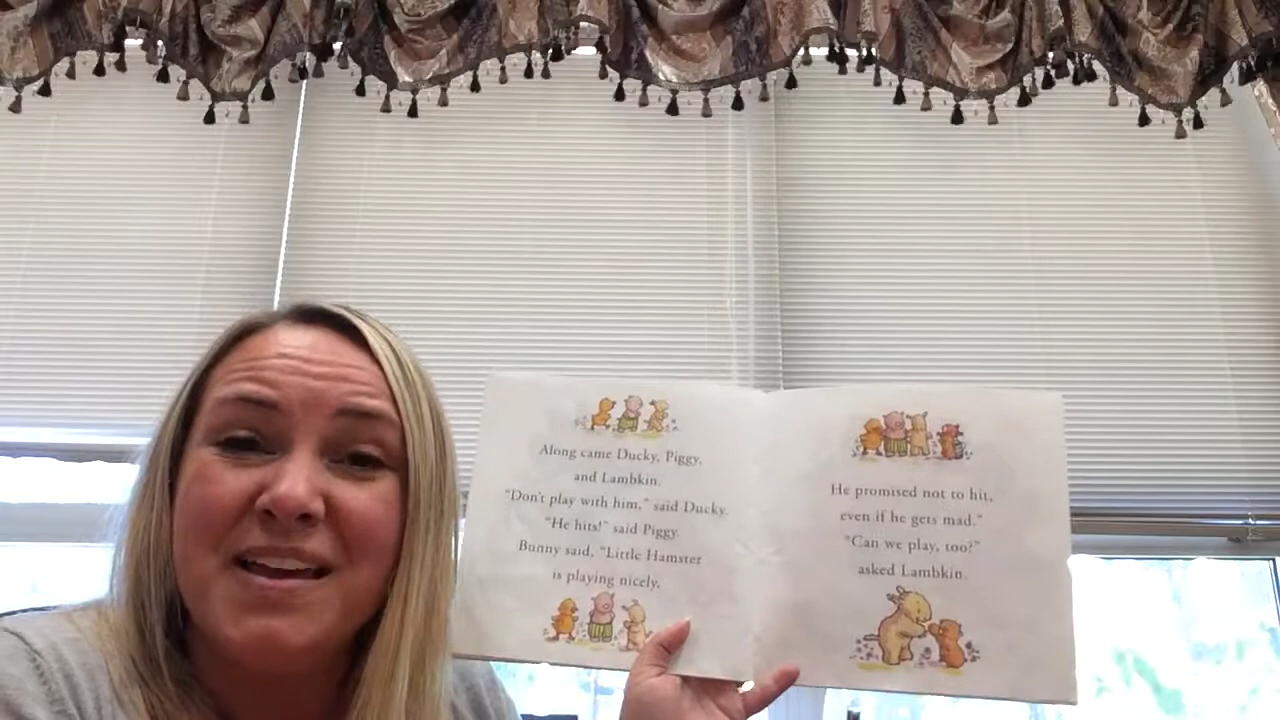 Along came Ducky, Piggy,
and Lambkin.
"Don't play with him," said Ducky.
"He hits!" said Piggy.
Bunny said, "Little Hamster
is playing nicely.
He promised not to hit,
even if he gets mad."
"Can we play, too?"
asked Lambkin.